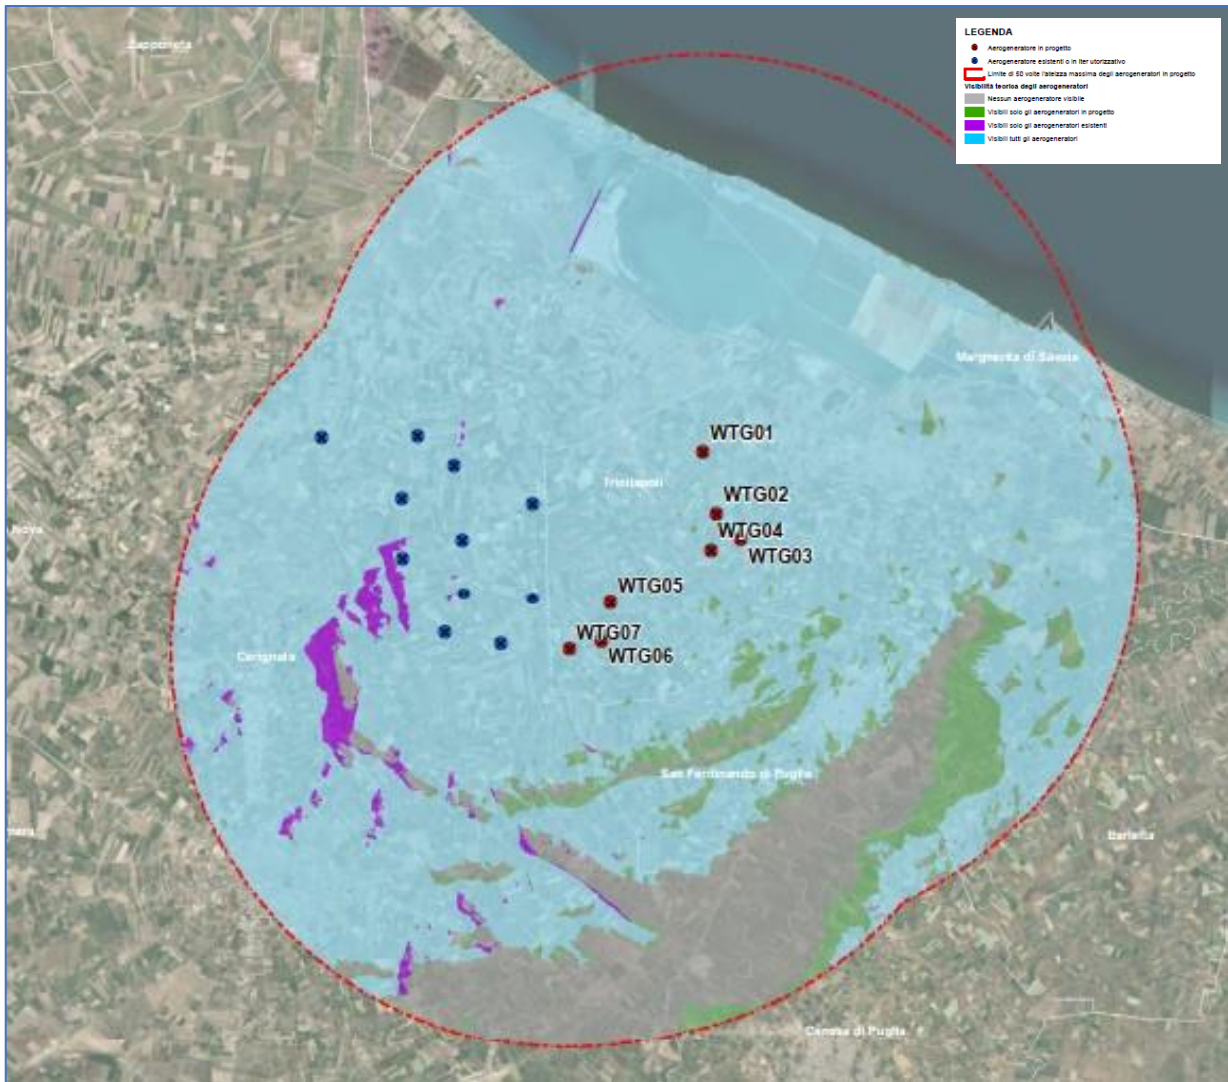 LEGENDA
Aerogeneratore in progetto
Aerogeneratore esistenti o in iter utorizzativo
Limite di 50 volte l'atelzza massima degli aerogeneratori in progetto
Visibilità teorica degli aerogeneratori
Nessun aerogeneratore visibile
Visibili solo gli aerogeneratori in progetto
Visibili solo gli aerogeneratori esistenti
Visibili tutti gli aerogeneratori
Zapponeta
Margherita di Savoia
WTG01
Trinitapoli
WTG02
WTG04
WTG03
WTG05
WTG07
WTG06
Cerignola
San Ferdinando di Puglia
Barletta
Canosa di Puglia